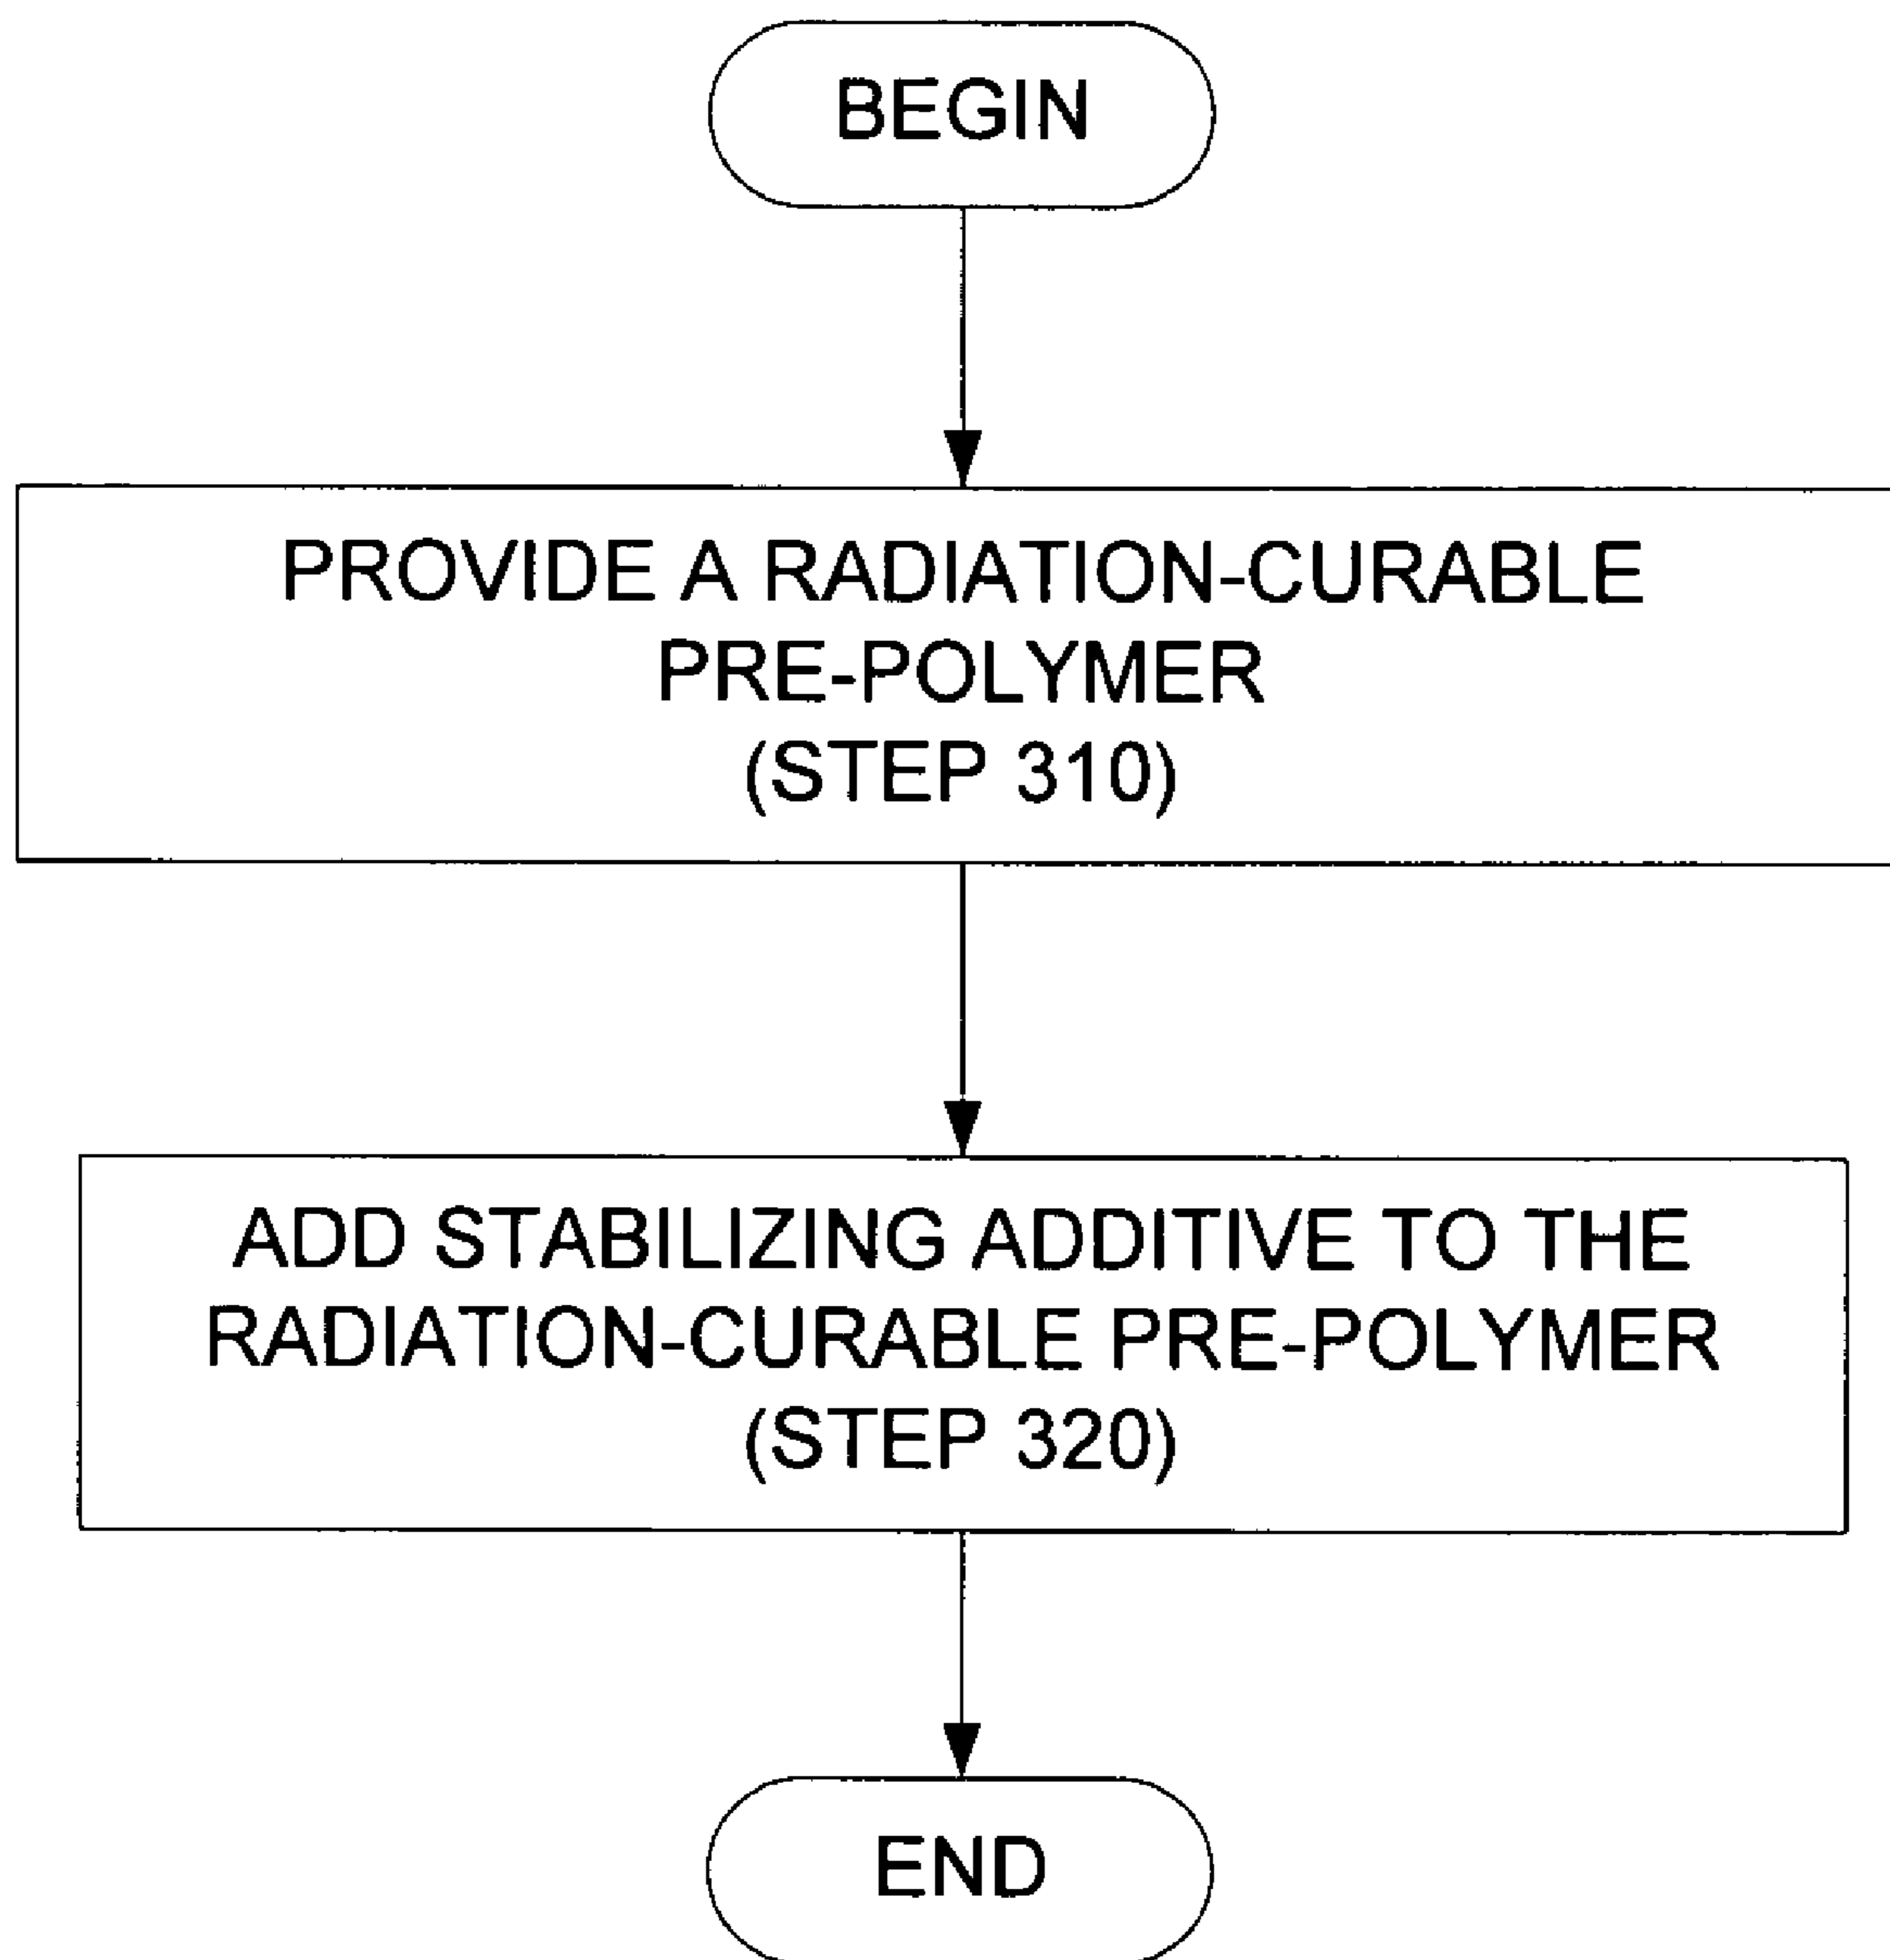 BEGIN
PROVIDE A RADIATION-CURABLE
PRE-POLYMER
(STEP 310)
ADD STABILIZING ADDITIVE TO THE
RADIATION-CURABLE PRE-POLYMER
(STEP 320)
END